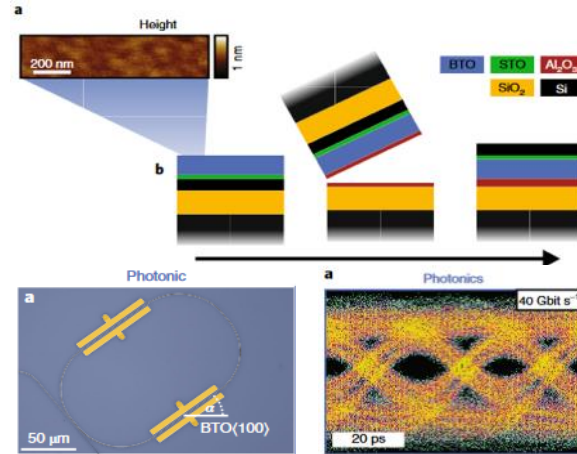 a
Height
200 nm
1 nm
BTO STO Al₂O₃
SiO₂ Si
b
Photonic
a
α
BTO⟨100⟩
50 μm
a
Photonics
40 Gbit s⁻¹
20 ps